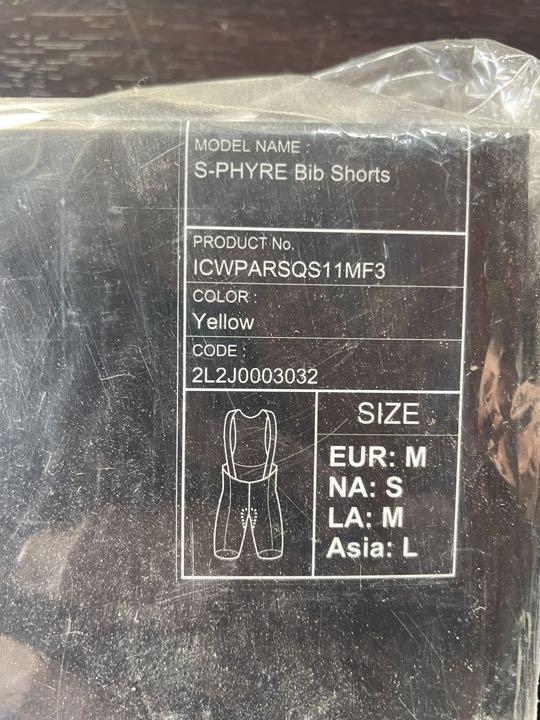 MODEL NAME :
S-PHYRE Bib Shorts
PRODUCT No.
ICWPARSQS11MF3
COLOR :
Yellow
CODE :
2L2J0003032
SIZE
EUR: M
NA: S
LA: M
Asia: L